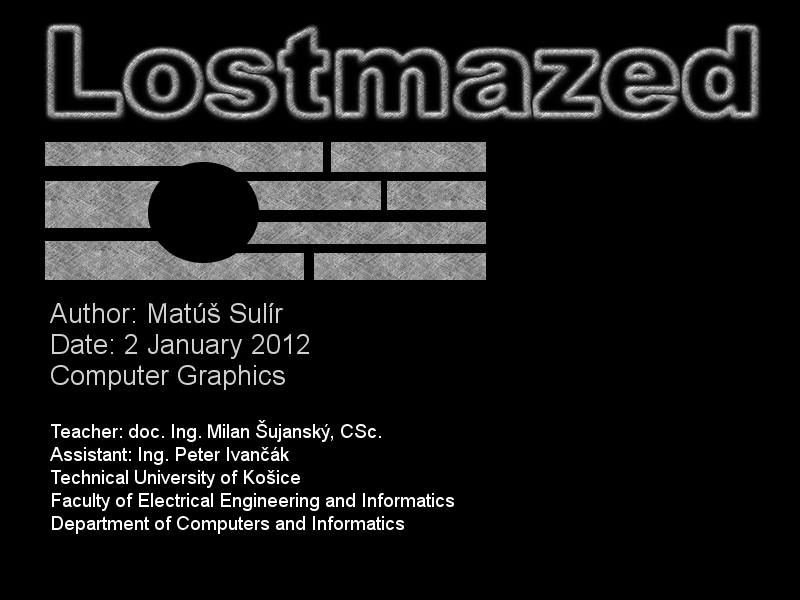 Lostmazed
Author: Matúš Sulír
Date: 2 January 2012
Computer Graphics
Teacher: doc. Ing. Milan Šujanský, CSc.
Assistant: Ing. Peter Ivančák
Technical University of Košice
Faculty of Electrical Engineering and Informatics
Department of Computers and Informatics